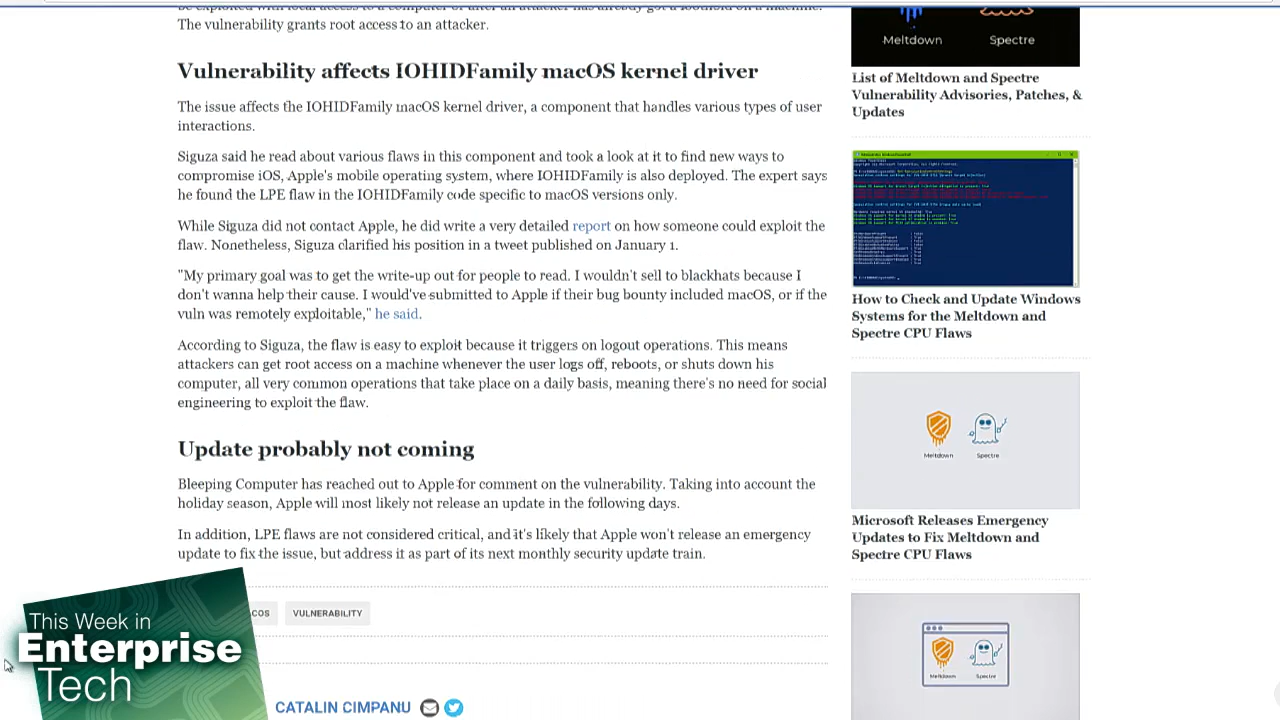 The vulnerability grants root access to an attacker.
Vulnerability affects IOHIDFamily macOS kernel driver
The issue affects the IOHIDFamily macOS kernel driver, a component that handles various types of user
interactions.
Siguza said he read about various flaws in this component and took a look at it to find new ways to
compromise iOS, Apple's mobile operating system, where IOHIDFamily is also deployed. The expert says
he found the LPE flaw in the IOHIDFamily code specific to macOS versions only.
While Siguza did not contact Apple, he did write a very detailed report on how someone could exploit the
flaw. Nonetheless, Siguza clarified his position in a tweet published on January 1.
"My primary goal was to get the write-up out for people to read. I wouldn't sell to blackhats because I
don't wanna help their cause. I would've submitted to Apple if their bug bounty included macOS, or if the
vuln was remotely exploitable," he said.
According to Siguza, the flaw is easy to exploit because it triggers on logout operations. This means
attackers can get root access on a machine whenever the user logs off, reboots, or shuts down his
computer, all very common operations that take place on a daily basis, meaning there's no need for social
engineering to exploit the flaw.
Update probably not coming
Bleeping Computer has reached out to Apple for comment on the vulnerability. Taking into account the
holiday season, Apple will most likely not release an update in the following days.
In addition, LPE flaws are not considered critical, and it's likely that Apple won't release an emergency
update to fix the issue, but address it as part of its next monthly security update train.
COS
VULNERABILITY
CATALIN CIMPANU
This Week in
Enterprise
Tech
Meltdown
Spectre
List of Meltdown and Spectre
Vulnerability Advisories, Patches, &
Updates
How to Check and Update Windows
Systems for the Meltdown and
Spectre CPU Flaws
Meltdown
Spectre
Microsoft Releases Emergency
Updates to Fix Meltdown and
Spectre CPU Flaws
Meltdown
Spectre